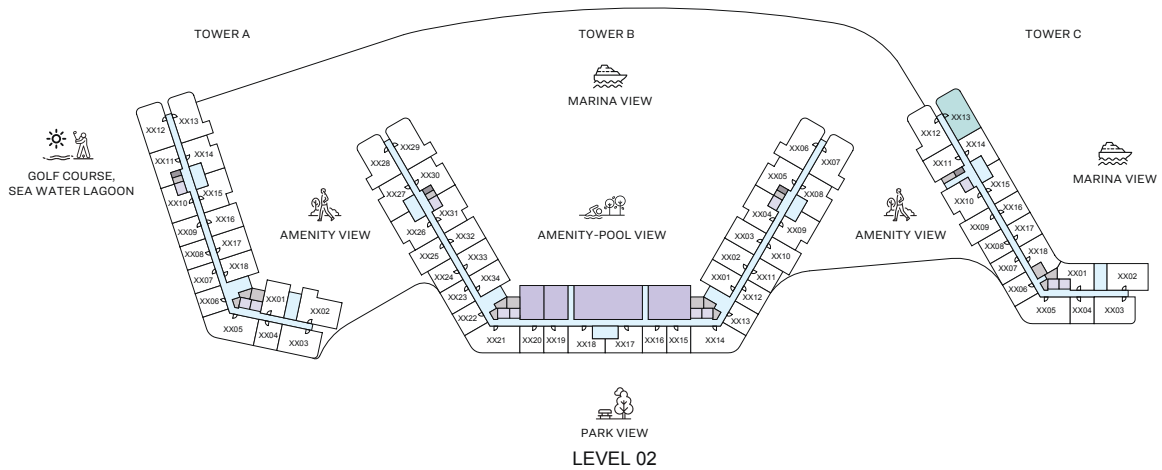 TOWER A
TOWER B
TOWER C
MARINA VIEW
GOLF COURSE,
SEA WATER LAGOON
AMENITY VIEW
AMENITY-POOL VIEW
AMENITY VIEW
MARINA VIEW
PARK VIEW
LEVEL 02
XX13
XX12
XX14
XX11
XX15
XX10
XX16
XX09
XX17
XX08
XX18
XX07
XX06
XX01
XX02
XX05
XX04
XX03
XX29
XX28
XX30
XX27
XX31
XX26
XX32
XX25
XX33
XX24
XX34
XX23
XX22
XX21
XX20
XX19
XX18
XX17
XX16
XX15
XX14
XX13
XX12
XX01
XX11
XX02
XX10
XX03
XX09
XX04
XX08
XX05
XX07
XX06
XX13
XX12
XX14
XX11
XX15
XX10
XX16
XX09
XX17
XX08
XX18
XX07
XX06
XX01
XX02
XX05
XX04
XX03